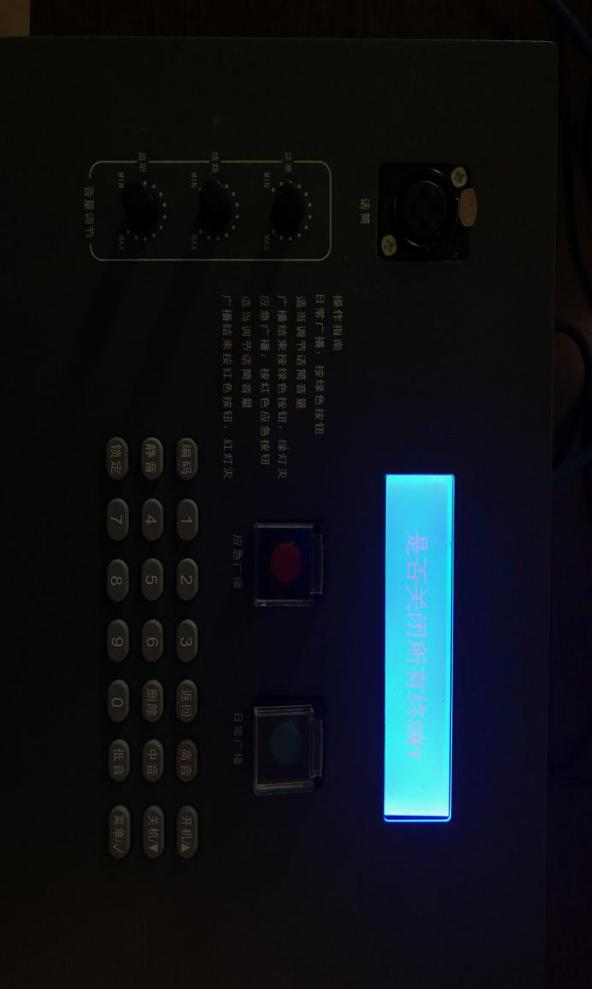 话筒
话筒
线路
监听
MIN
MAX
MIN
MAX
MIN
MAX
音量调节
操作指南
日常广播：按绿色按钮
适当调节话筒音量
广播结束按绿色按钮，绿灯灭
应急广播：按红色应急按钮
适当调节话筒音量
广播结束按红色按钮，红灯灭
是否关闭所有终端？
应急广播
日常广播
编码
1
2
3
返回
高音
开机/▲
静音
4
5
6
删除
中音
关机/▼
锁定
7
8
9
0
低音
菜单/✓